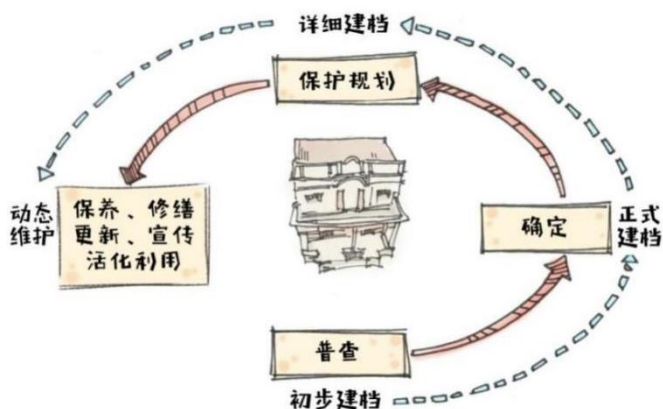 详细建档
保护规划
动态
维护
保养、修缮
更新、宣传
活化利用
确定
正式
建档
普查
初步建档